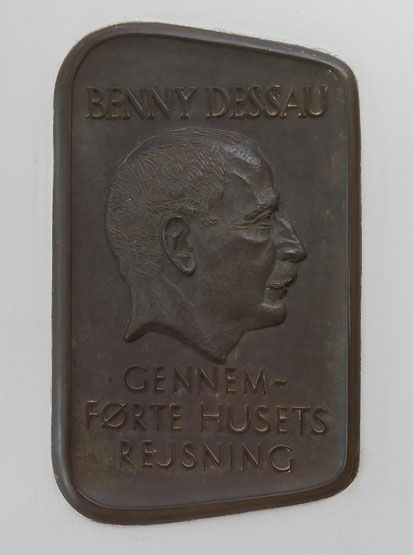 BENNY DESSAU
GENNEM-
FØRTE HUSETS
REJSNING